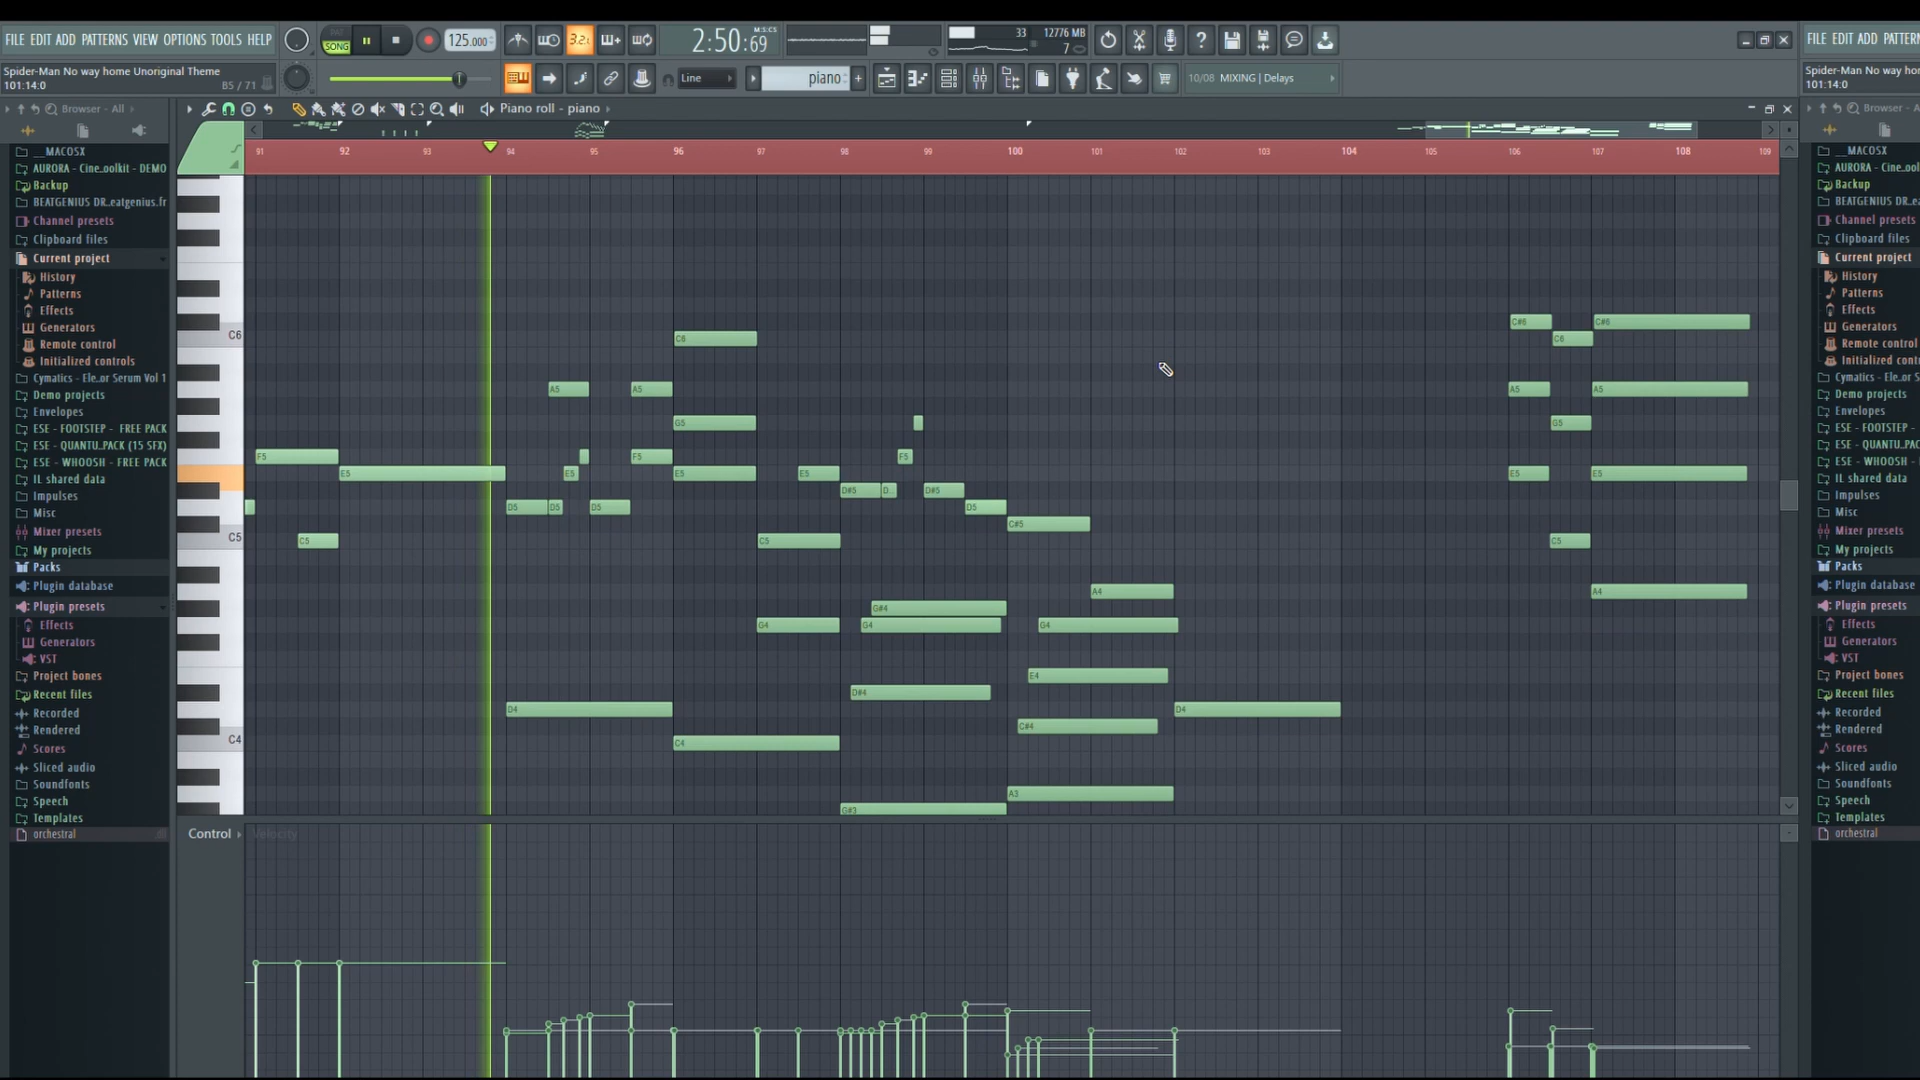 FILE EDIT ADD PATTERNS VIEW OPTIONS TOOLS HELP
PAT
SONG
125.000
3.2.1
2:50:69
M:S:CS
33
12776 MB
7
FILE EDIT ADD PATTERN
Spider-Man No way home Unoriginal Theme
101:14:0
B5 / 71
Line
piano
10/08 MIXING | Delays
Spider-Man No way hom
101:14:0
Browser - All
Piano roll - piano
Browser - A
91 92 93 94 95 96 97 98 99 100 101 102 103 104 105 106 107 108 109
__MACOSX
AURORA - Cine..oolkit - DEMO
Backup
BEATGENIUS DR..eatgenius.fr
Channel presets
Clipboard files
Current project
History
Patterns
Effects
Generators
Remote control
Initialized controls
Cymatics - Ele..or Serum Vol 1
Demo projects
Envelopes
ESE - FOOTSTEP - FREE PACK
ESE - QUANTU..PACK (15 SFX)
ESE - WHOOSH - FREE PACK
IL shared data
Impulses
Misc
Mixer presets
My projects
Packs
Plugin database
Plugin presets
Effects
Generators
VST
Project bones
Recent files
Recorded
Rendered
Scores
Sliced audio
Soundfonts
Speech
Templates
orchestral
.dll
C6
C5
C4
C#6 C#6
C6 C6
A5 A5 A5 A5
G5 G5
F5 F5 F5
E5 E5 E5 E5 E5 E5
D#5 D.. D#5
D5 D5 D5 D5
C#5
C5 C5 C5
A4 A4
G#4
G4 G4 G4
E4
D#4
D4 D4
C#4
C4
A3
G#3
Control
Velocity
__MACOSX
AURORA - Cine..ool
Backup
BEATGENIUS DR..ea
Channel presets
Clipboard files
Current project
History
Patterns
Effects
Generators
Remote control
Initialized contro
Cymatics - Ele..or S
Demo projects
Envelopes
ESE - FOOTSTEP -
ESE - QUANTU..PA
ESE - WHOOSH - F
IL shared data
Impulses
Misc
Mixer presets
My projects
Packs
Plugin database
Plugin presets
Effects
Generators
VST
Project bones
Recent files
Recorded
Rendered
Scores
Sliced audio
Soundfonts
Speech
Templates
orchestral